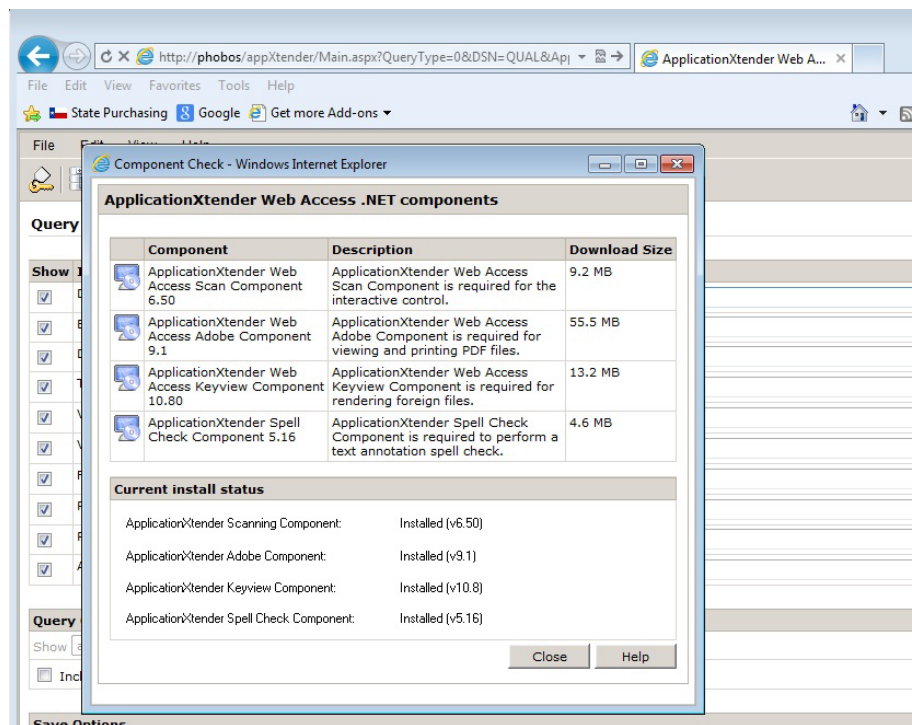 http://phobos/appXtender/Main.aspx?QueryType=0&DSN=QUAL&Ap
ApplicationXtender Web A...
File Edit View Favorites Tools Help
State Purchasing Google Get more Add-ons
File
Component Check - Windows Internet Explorer
ApplicationXtender Web Access .NET components
Query
Show
Component Description Download Size
ApplicationXtender Web ApplicationXtender Web Access 9.2 MB
Access Scan Component Scan Component is required for the
6.50 interactive control.
ApplicationXtender Web ApplicationXtender Web Access 55.5 MB
Access Adobe Component Adobe Component is required for
9.1 viewing and printing PDF files.
ApplicationXtender Web ApplicationXtender Web Access 13.2 MB
Access Keyview Component Keyview Component is required for
10.80 rendering foreign files.
ApplicationXtender Spell ApplicationXtender Spell Check 4.6 MB
Check Component 5.16 Component is required to perform a
text annotation spell check.
Current install status
ApplicationXtender Scanning Component: Installed (v6.50)
ApplicationXtender Adobe Component: Installed (v9.1)
ApplicationXtender Keyview Component: Installed (v10.8)
ApplicationXtender Spell Check Component: Installed (v5.16)
Query
Show
Close Help
Incl
Save Options